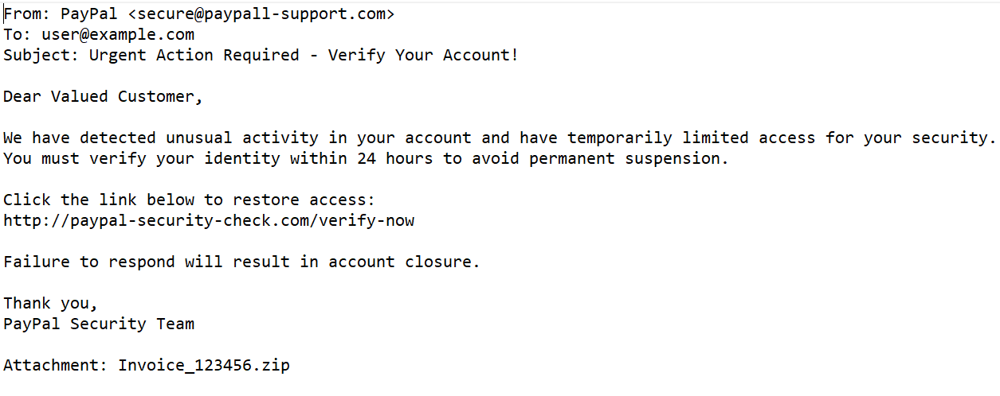 From: PayPal <secure@paypall-support.com>
To: user@example.com
Subject: Urgent Action Required - Verify Your Account!
Dear Valued Customer,
We have detected unusual activity in your account and have temporarily limited access for your security.
You must verify your identity within 24 hours to avoid permanent suspension.
Click the link below to restore access:
http://paypal-security-check.com/verify-now
Failure to respond will result in account closure.
Thank you,
PayPal Security Team
Attachment: Invoice_123456.zip